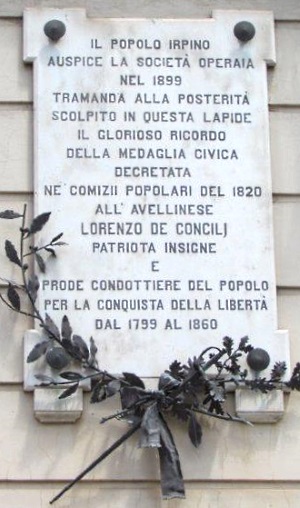 IL POPOLO IRPINO
AUSPICE LA SOCIETÀ OPERAIA
NEL 1899
TRAMANDA ALLA POSTERITÀ
SCOLPITO IN QUESTA LAPIDE
IL GLORIOSO RICORDO
DELLA MEDAGLIA CIVICA
DECRETATA
NE' COMIZII POPOLARI DEL 1820
ALL'AVELLINESE
LORENZO DE CONCILJ
PATRIOTA INSIGNE
E
PRODE CONDOTTIERE DEL POPOLO
PER LA CONQUISTA DELLA LIBERTÀ
DAL 1799 AL 1860